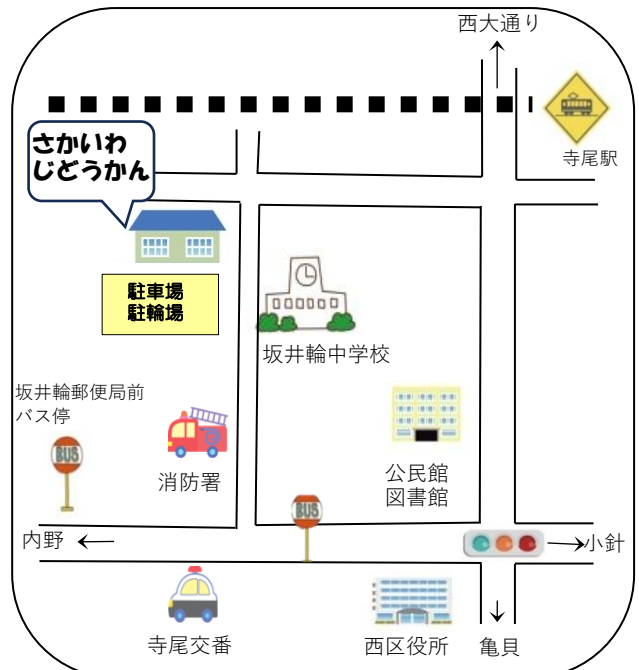 西大通り
寺尾駅
さかいわ
じどうかん
駐車場
駐輪場
坂井輪中学校
坂井輪郵便局前
バス停
BUS
消防署
公民館
図書館
BUS
内野
小針
寺尾交番
西区役所
亀貝